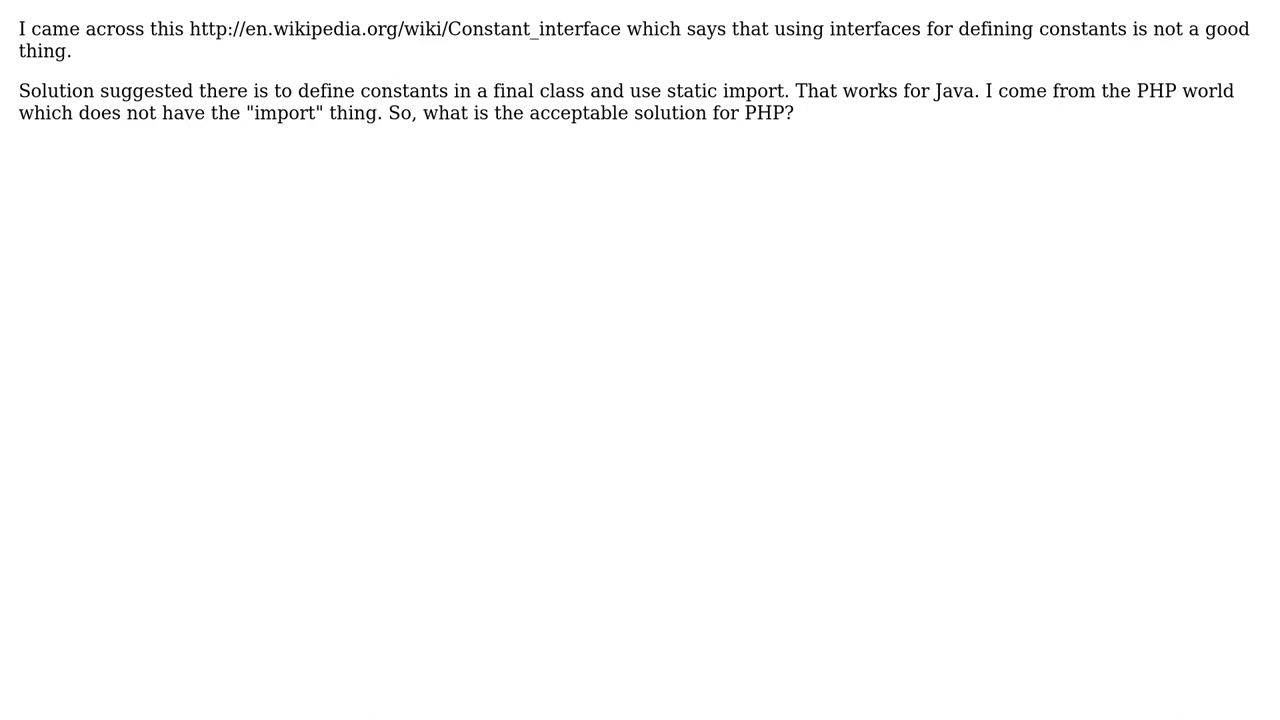 I came across this http://en.wikipedia.org/wiki/Constant_interface which says that using interfaces for defining constants is not a good
thing.
Solution suggested there is to define constants in a final class and use static import. That works for Java. I come from the PHP world
which does not have the "import" thing. So, what is the acceptable solution for PHP?